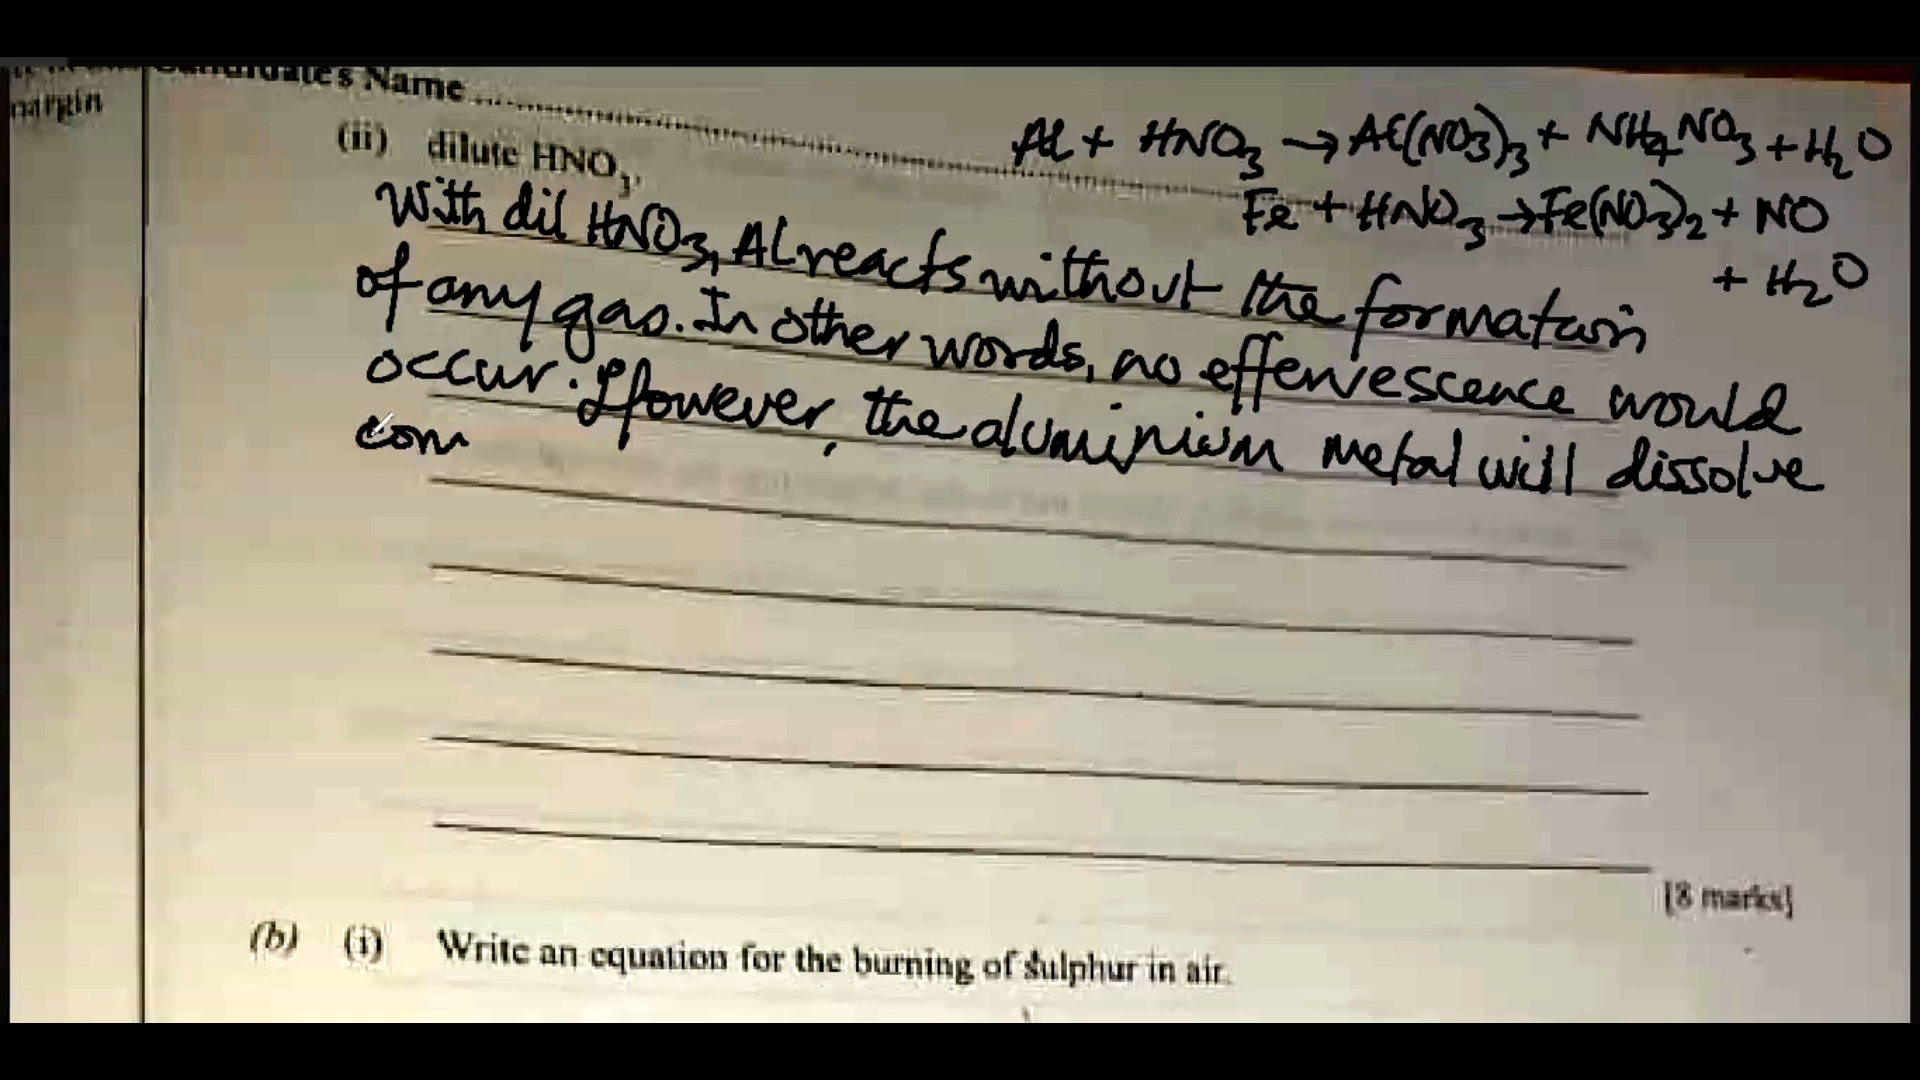 Candidate's Name
margin
(ii) dilute HNO3.
Al + HNO3 → Al(NO3)3 + NH4NO3 + H2O
Fe + HNO3 → Fe(NO3)2 + NO
+ H2O
With dil HNO3, Al reacts without the formation
of any gas. In other words, no effervescence would
occur. However, the aluminium metal will dissolve
com
[8 marks]
(b) (i) Write an equation for the burning of sulphur in air.